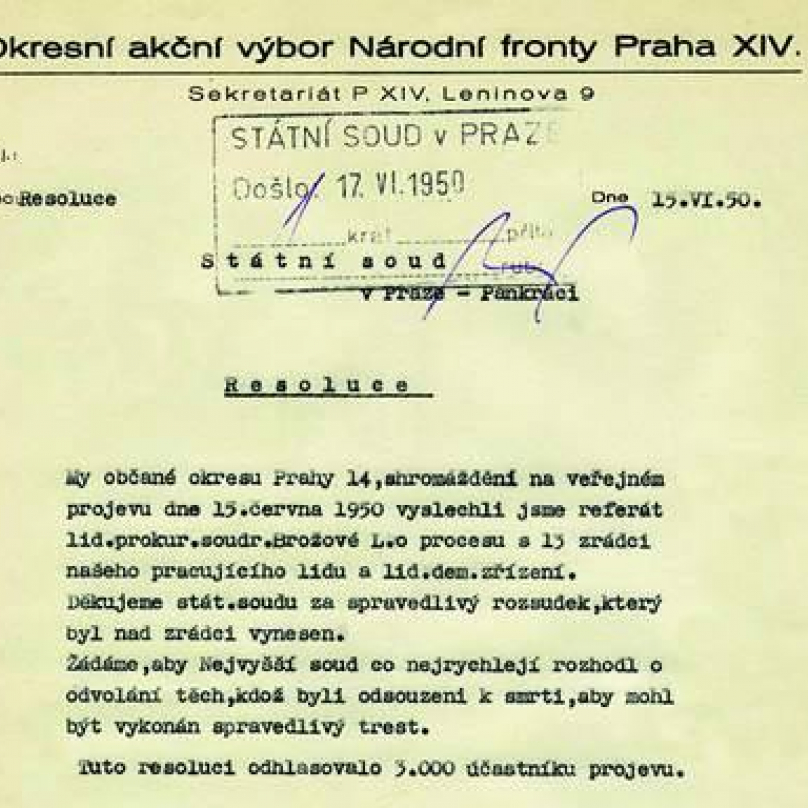 Okresní akční výbor Národní fronty Praha XIV.
Sekretariát P XIV, Leninova 9
STÁTNÍ SOUD v PRAZE
Došlo 17. VI. 1950
Resoluce
Dne 15.VI.50.
krát příl.
Státní soud
rub.
v Praze - Pankráci
Resoluce
My občané okresu Prahy 14,shromáždění na veřejném
projevu dne 15.června 1950 vyslechli jsme referát
lid.prokur.soudr.Brožové L.o procesu s 13 zrádci
našeho pracujícího lidu a lid.dem.zřízení.
Děkujeme stát.soudu za spravedlivý rozsudek,který
byl nad zrádci vynesen.
Žádáme,aby Nejvyšší soud co nejrychleji rozhodl o
odvolání těch,kdož byli odsouzeni k smrti,aby mohl
být vykonán spravedlivý trest.
Tuto resoluci odhlasovalo 3.000 účastníku projevu.